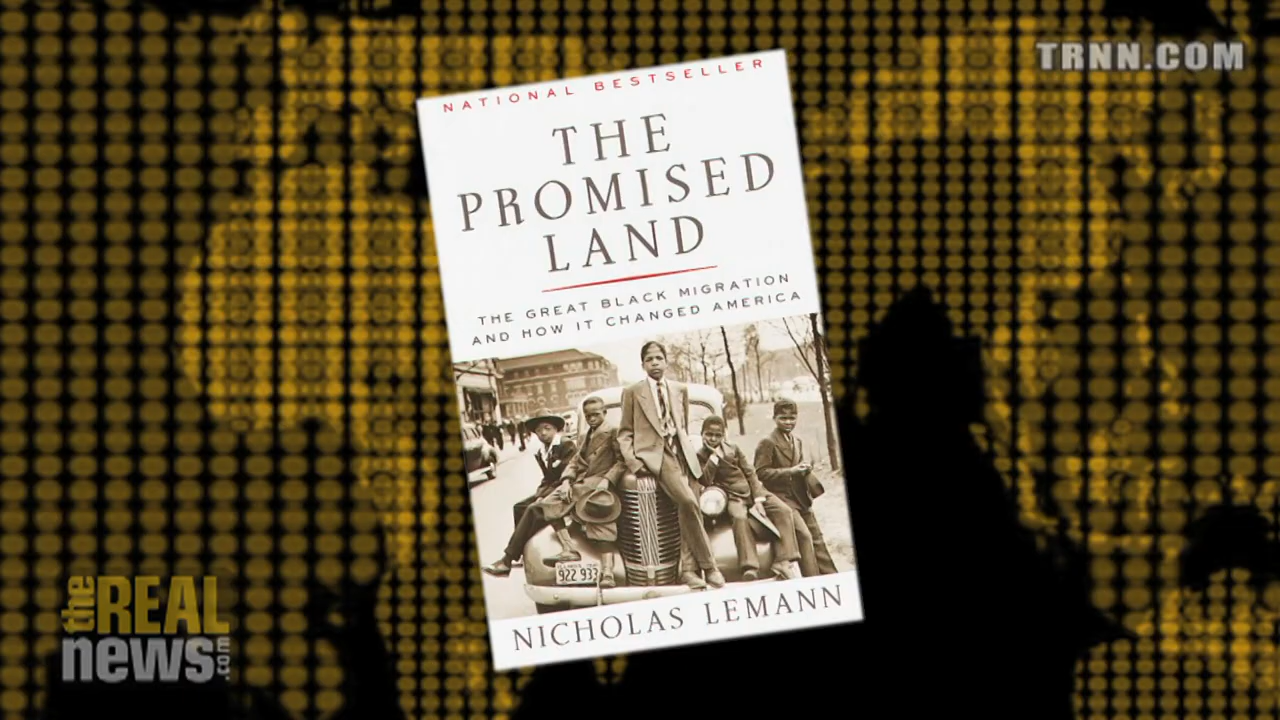 TRNN.COM
NATIONAL BESTSELLER
THE
PROMISED
LAND
THE GREAT BLACK MIGRATION
AND HOW IT CHANGED AMERICA
922 933
NICHOLAS LEMANN
the REAL
news.com